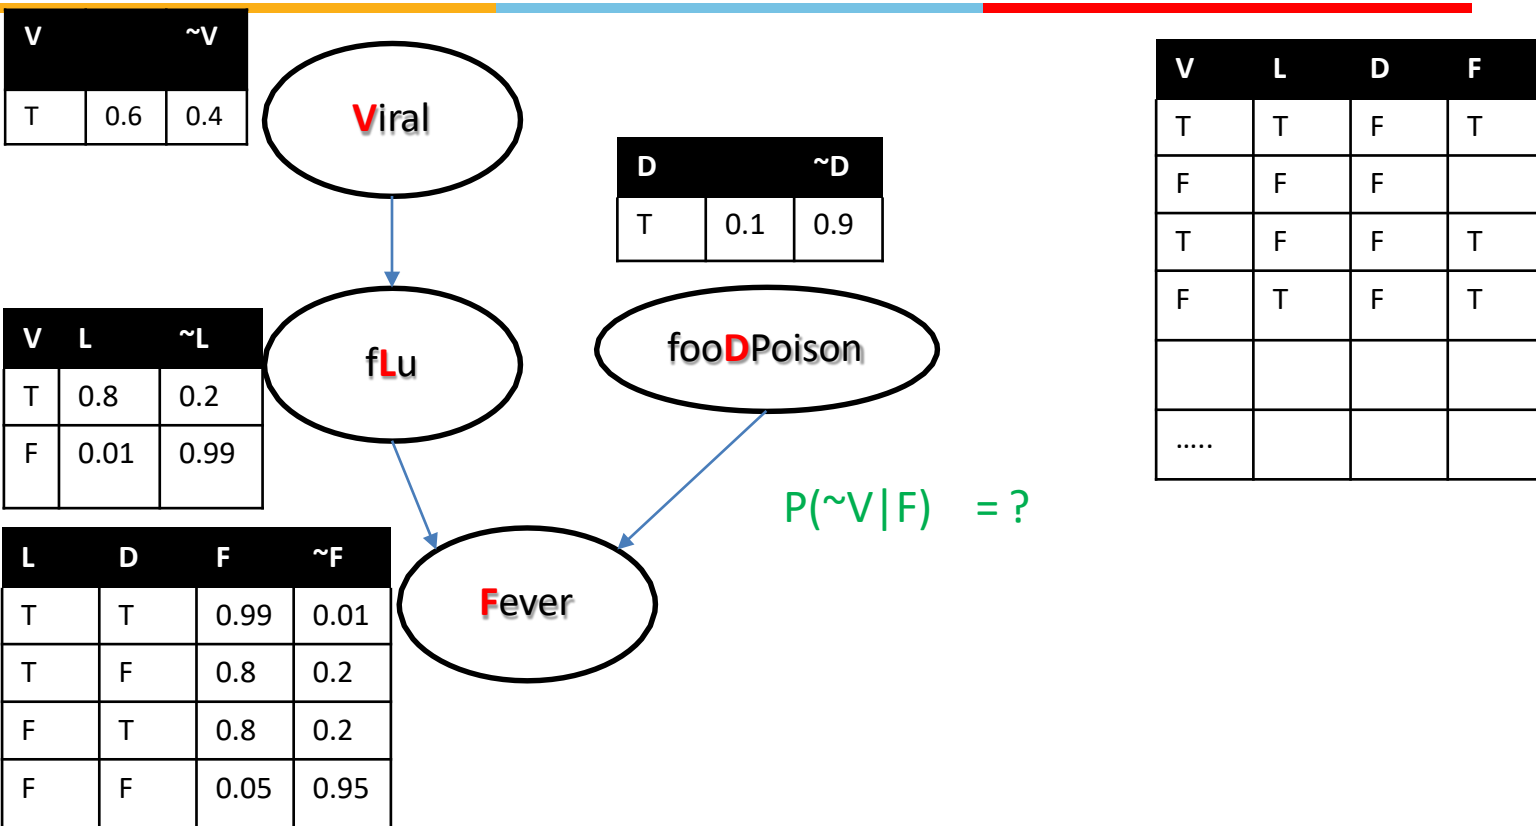 V ~V
T 0.6 0.4
Viral
D ~D
T 0.1 0.9
V L ~L
T 0.8 0.2
F 0.01 0.99
fLu
fooDPoison
L D F ~F
T T 0.99 0.01
T F 0.8 0.2
F T 0.8 0.2
F F 0.05 0.95
Fever
P(~V|F) = ?
V L D F
T T F T
F F F
T F F T
F T F T
.....